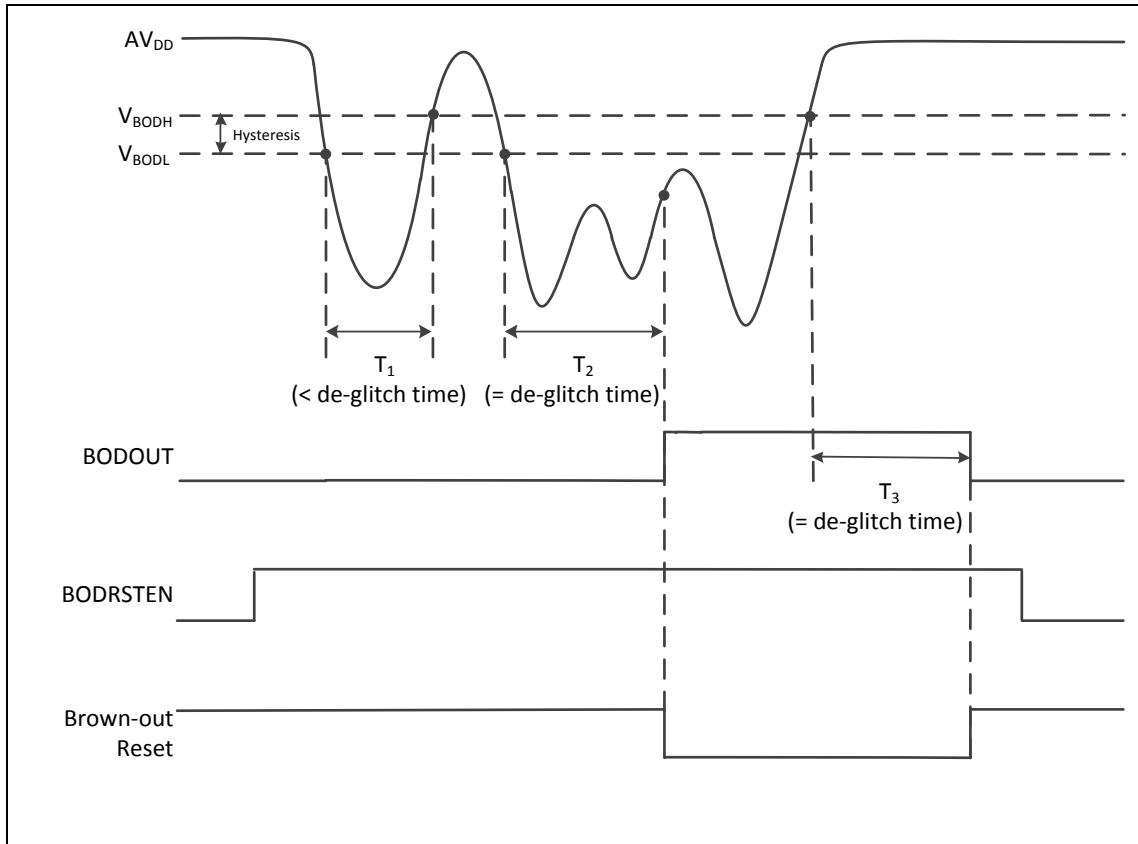 AVDD
VBODH
Hysteresis
VBODL
T1
(< de-glitch time)
T2
(= de-glitch time)
BODOUT
T3
(= de-glitch time)
BODRSTEN
Brown-out
Reset